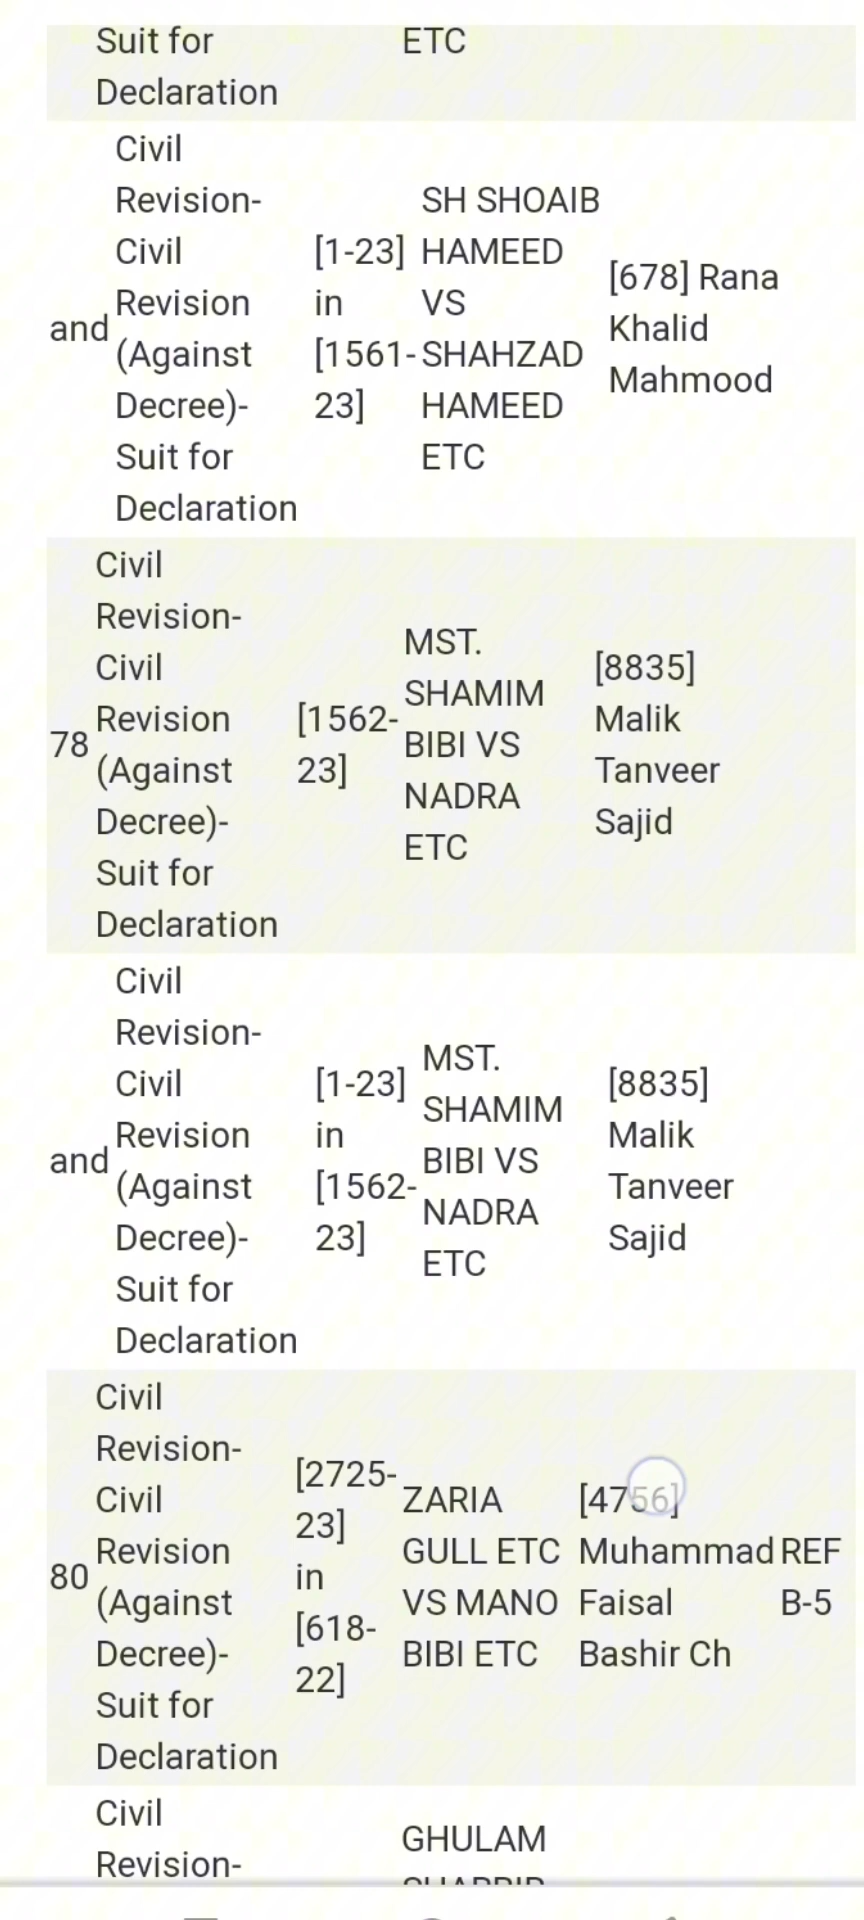 Suit for
Declaration
ETC
and
Civil
Revision-
Civil
Revision
(Against
Decree)-
Suit for
Declaration
[1-23]
in
[1561-
23]
SH SHOAIB
HAMEED
VS
SHAHZAD
HAMEED
ETC
[678] Rana
Khalid
Mahmood
78
Civil
Revision-
Civil
Revision
(Against
Decree)-
Suit for
Declaration
[1562-
23]
MST.
SHAMIM
BIBI VS
NADRA
ETC
[8835]
Malik
Tanveer
Sajid
and
Civil
Revision-
Civil
Revision
(Against
Decree)-
Suit for
Declaration
[1-23]
in
[1562-
23]
MST.
SHAMIM
BIBI VS
NADRA
ETC
[8835]
Malik
Tanveer
Sajid
80
Civil
Revision-
Civil
Revision
(Against
Decree)-
Suit for
Declaration
[2725-
23]
in
[618-
22]
ZARIA
GULL ETC
VS MANO
BIBI ETC
[4756]
Muhammad
Faisal
Bashir Ch
REF
B-5
Civil
Revision-
GHULAM